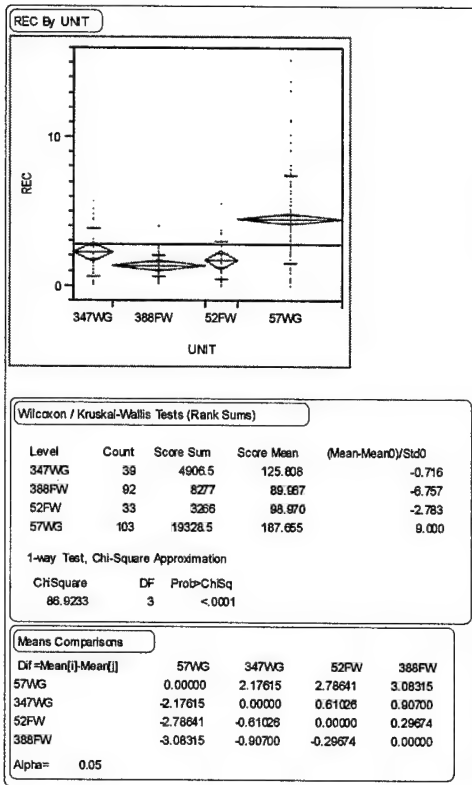 REC By UNIT
10
REC
0
347WG 388FW 52FW 57WG
UNIT
Wilcoxon / Kruskal-Wallis Tests (Rank Sums)
Level Count Score Sum Score Mean (Mean-Mean0)/Std0
347WG 39 4906.5 125.808 -0.716
388FW 92 8277 89.967 -6.757
52FW 33 3266 98.970 -2.783
57WG 103 19328.5 187.655 9.000
1-way Test, Chi-Square Approximation
ChiSquare DF Prob>ChiSq
86.9233 3 <.0001
Means Comparisons
Dif=Mean[i]-Mean[j] 57WG 347WG 52FW 388FW
57WG 0.00000 2.17615 2.78641 3.08315
347WG -2.17615 0.00000 0.61026 0.90700
52FW -2.78641 -0.61026 0.00000 0.29674
388FW -3.08315 -0.90700 -0.29674 0.00000
Alpha= 0.05